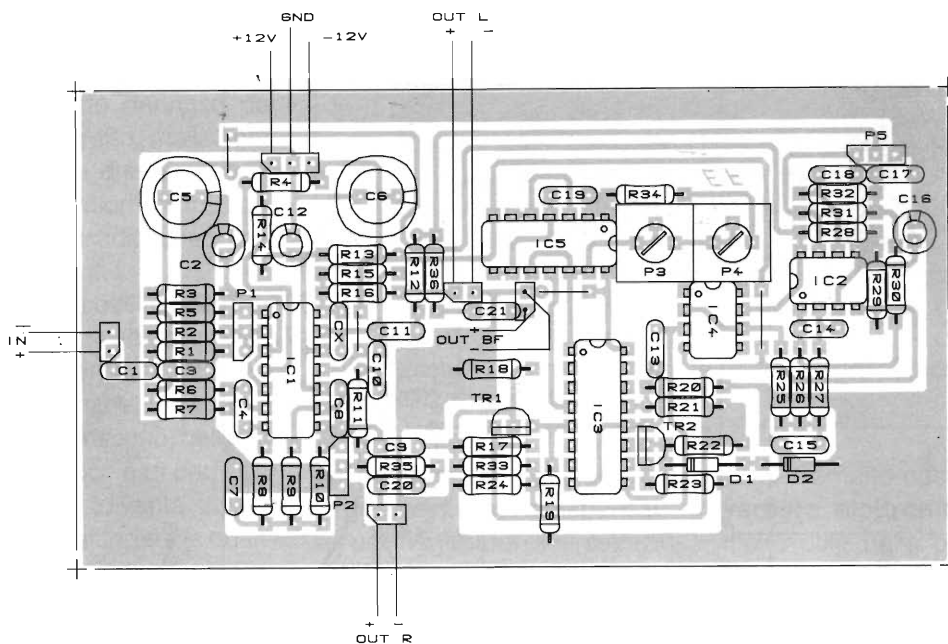 GND
OUT L
+12V
-12V
+ -
P5
C18
C17
R4
C5
C6
C19
R34
R32
C16
R31
C12
R14
R28
IC5
C2
R13
R12
R36
P3
P4
R15
IC2
R29
R30
R3
P1
R16
R5
C21
IC4
IN
- +
R2
CX
C11
+
OUT BF
-
C13
C14
R1
IC1
C10
C1
C3
R18
R6
R20
R25
R26
R27
R7
C4
C8
R11
TR1
IC3
R21
TR2
C9
R17
R22
C15
R35
R33
C7
R8
R9
R10
C20
R24
R23
D1
D2
P2
R19
+ -
OUT R